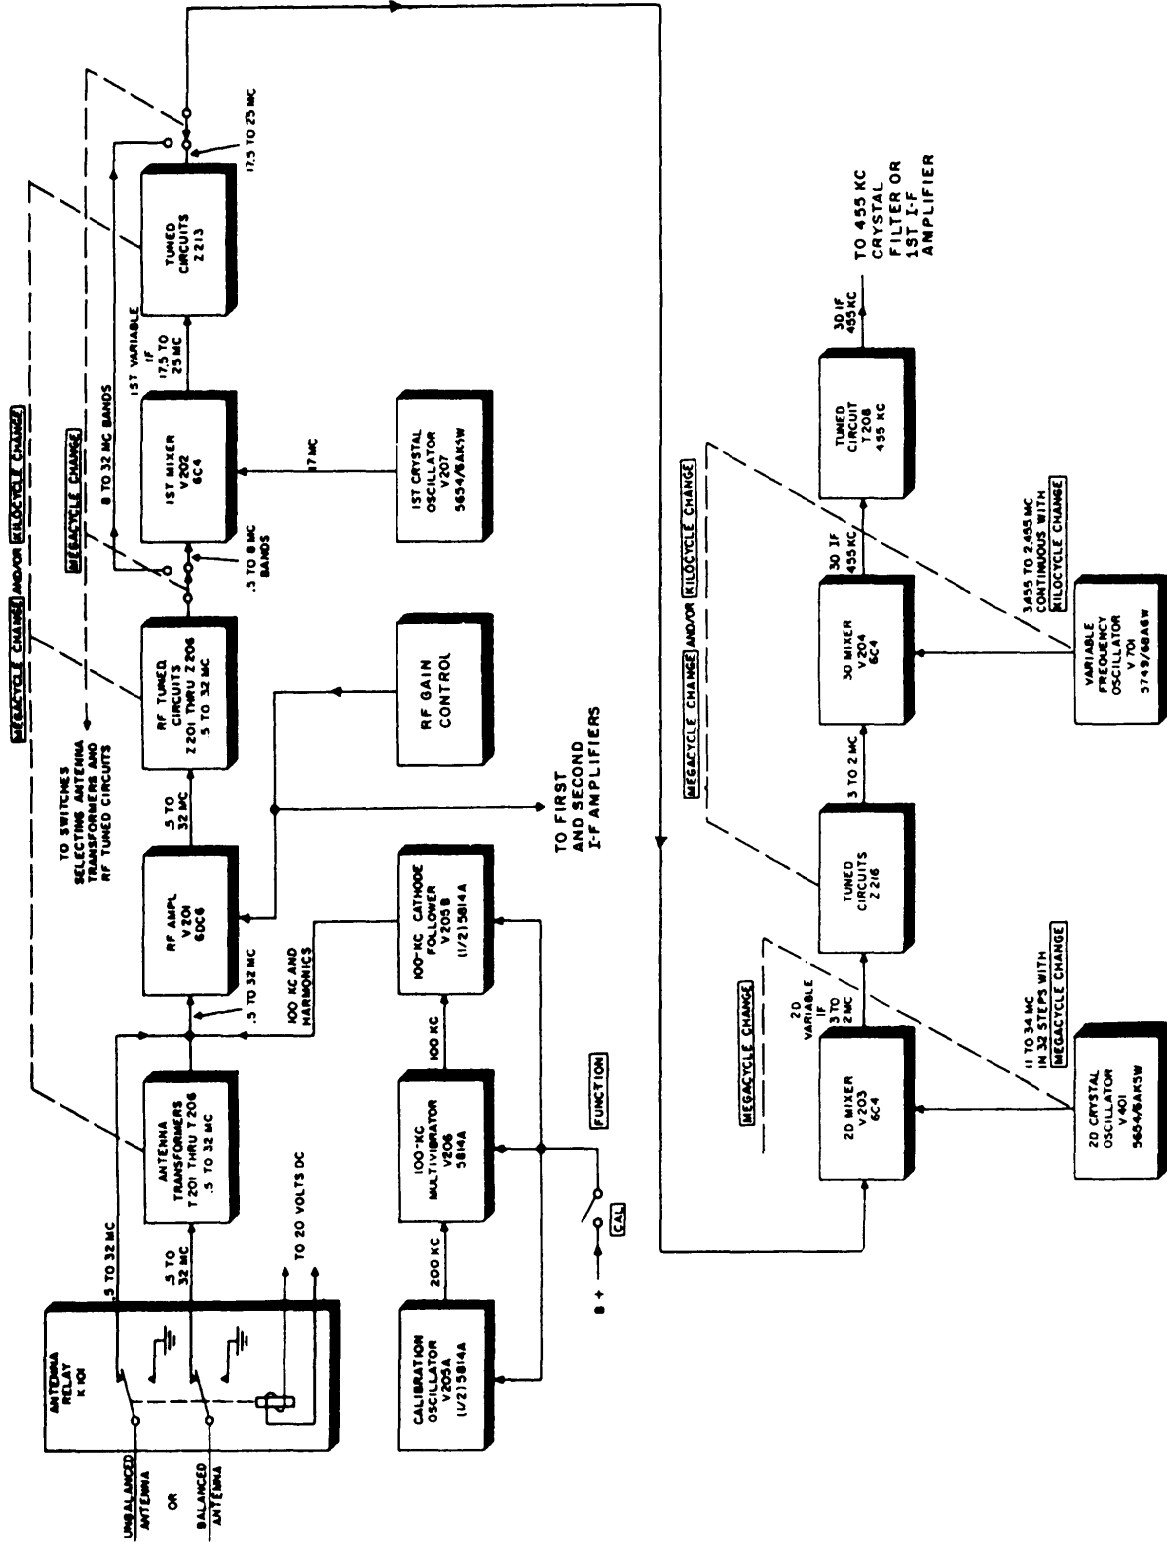 UNBALANCED
ANTENNA
OR
BALANCED
ANTENNA
ANTENNA
RELAY
K 101
.5 TO 32 MC
.5 TO
32 MC
TO 20 VOLTS DC
ANTENNA
TRANSFORMERS
T 201 THRU T 206
.5 TO 32 MC
.5 TO 32 MC
100 KC AND
HARMONICS
RF AMPL
V 201
6DC6
.5 TO
32 MC
TO SWITCHES
SELECTING ANTENNA
TRANSFORMERS AND
RF TUNED CIRCUITS
MEGACYCLE CHANGE AND/OR KILOCYCLE CHANGE
RF TUNED
CIRCUITS
Z 201 THRU Z 206
.5 TO 32 MC
MEGACYCLE CHANGE
8 TO 32 MC BANDS
.5 TO 8 MC
BANDS
1ST MIXER
V 202
6C4
1ST VARIABLE
IF
17.5 TO
25 MC
TUNED
CIRCUITS
Z 213
17.5 TO 25 MC
17 MC
1ST CRYSTAL
OSCILLATOR
V 207
5654/6AK5W
RF GAIN
CONTROL
TO FIRST
AND SECOND
I-F AMPLIFIERS
CALIBRATION
OSCILLATOR
V 205A
(1/2) 5814A
200 KC
100-KC
MULTIVIBRATOR
V 206
5814A
100 KC
100-KC CATHODE
FOLLOWER
V 205B
(1/2) 5814A
B +
CAL
FUNCTION
MEGACYCLE CHANGE
2D MIXER
V 203
6C4
2D
VARIABLE
IF
3 TO
2 MC
11 TO 34 MC
IN 32 STEPS WITH
MEGACYCLE CHANGE
2D CRYSTAL
OSCILLATOR
V 401
5654/6AK5W
TUNED
CIRCUITS
Z 216
3 TO 2 MC
MEGACYCLE CHANGE AND/OR KILOCYCLE CHANGE
3D MIXER
V 204
6C4
3D IF
455 KC
3.455 TO 2.455 MC
CONTINUOUS WITH
KILOCYCLE CHANGE
VARIABLE
FREQUENCY
OSCILLATOR
V 701
5749/6BA6W
TUNED
CIRCUIT
T 208
455 KC
3D IF
455 KC
TO 455 KC
CRYSTAL
FILTER OR
1ST I-F
AMPLIFIER